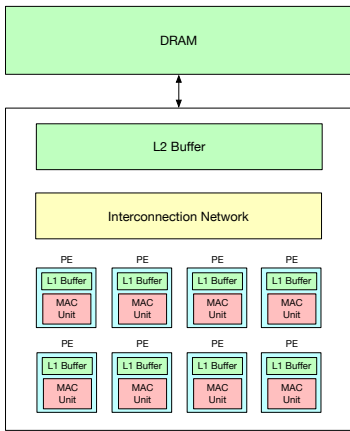 DRAM
L2 Buffer
Interconnection Network
PE PE PE PE
L1 Buffer L1 Buffer L1 Buffer L1 Buffer
MAC MAC MAC MAC
Unit Unit Unit Unit
PE PE PE PE
L1 Buffer L1 Buffer L1 Buffer L1 Buffer
MAC MAC MAC MAC
Unit Unit Unit Unit